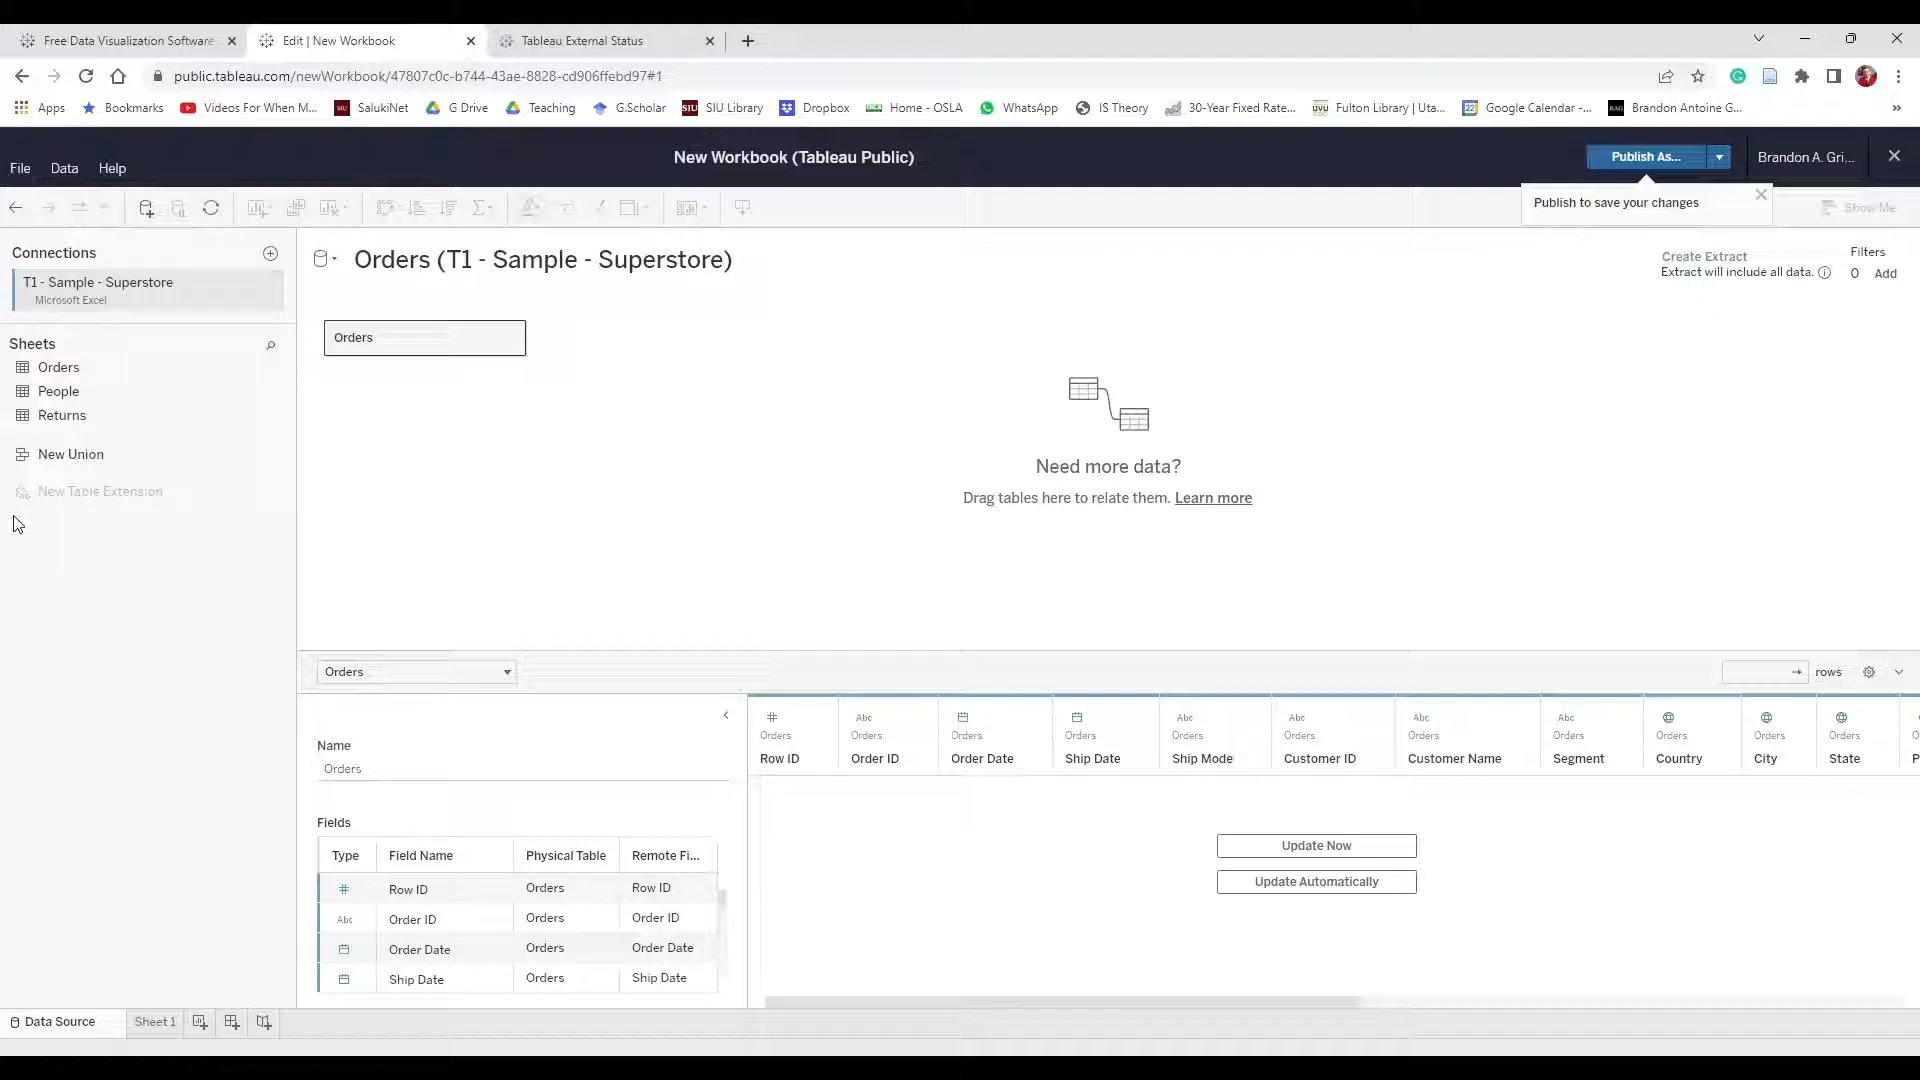 Free Data Visualization Software
Edit | New Workbook
Tableau External Status
public.tableau.com/newWorkbook/47807c0c-b744-43ae-8828-cd906ffebd97#1
Apps
Bookmarks
Videos For When M...
SalukiNet
G Drive
Teaching
G.Scholar
SIU Library
Dropbox
Home - OSLA
WhatsApp
IS Theory
30-Year Fixed Rate...
Fulton Library | Uta...
Google Calendar -...
Brandon Antoine G...
»
File Data Help
New Workbook (Tableau Public)
Publish As...
Brandon A. Gri...
Publish to save your changes
Show Me
Connections
T1 - Sample - Superstore
Microsoft Excel
Sheets
Orders
People
Returns
New Union
New Table Extension
Orders (T1 - Sample - Superstore)
Create Extract
Extract will include all data.
Filters
0 Add
Orders
Need more data?
Drag tables here to relate them. Learn more
Orders
rows
Name
Orders
Fields
Type Field Name Physical Table Remote Fi...
# Row ID Orders Row ID
Abc Order ID Orders Order ID
Order Date Orders Order Date
Ship Date Orders Ship Date
# Abc Abc Abc Abc Abc
Orders Orders Orders Orders Orders Orders Orders Orders Orders Orders Orders O
Row ID Order ID Order Date Ship Date Ship Mode Customer ID Customer Name Segment Country City State P
Update Now
Update Automatically
Data Source
Sheet 1